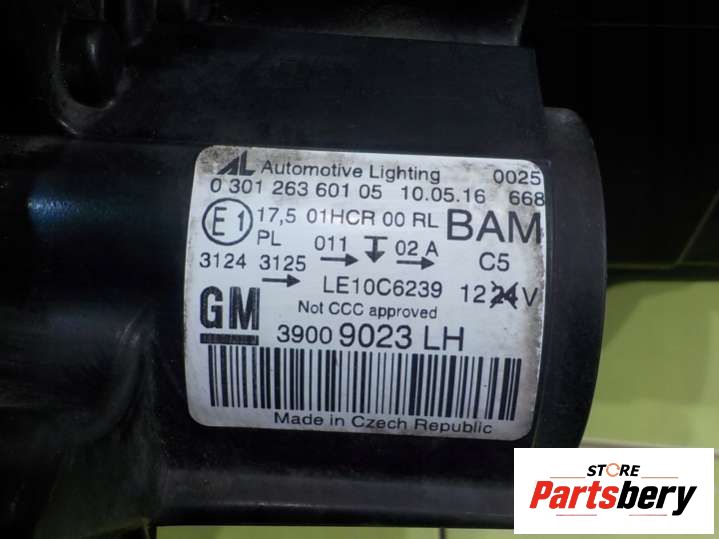 AL Automotive Lighting 0025
0 301 263 601 05 10.05.16 668
E1 17,5 01HCR 00 RL BAM
PL 011 02 A
3124 3125 C5
LE10C6239 12 24 V
Not CCC approved
GM
3900 9023 LH
Made in Czech Republic
STORE
Partsbery